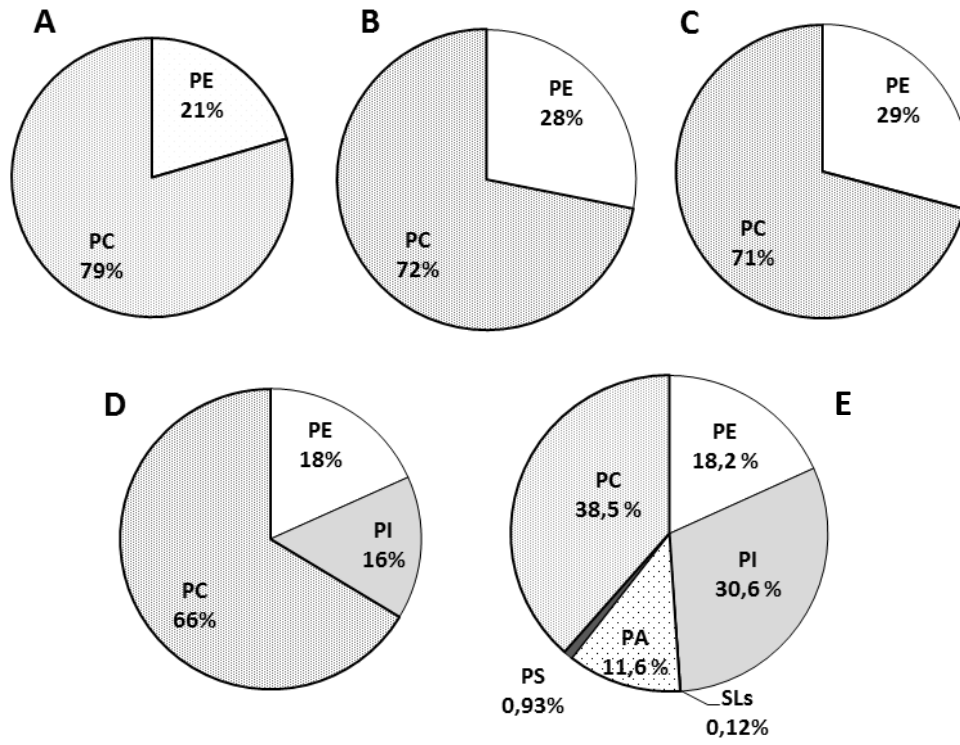 A
PE
21%
PC
79%
B
PE
28%
PC
72%
C
PE
29%
PC
71%
D
PE
18%
PI
16%
PC
66%
E
PE
18,2 %
PC
38,5 %
PI
30,6 %
PA
11,6 %
PS
0,93%
SLs
0,12%